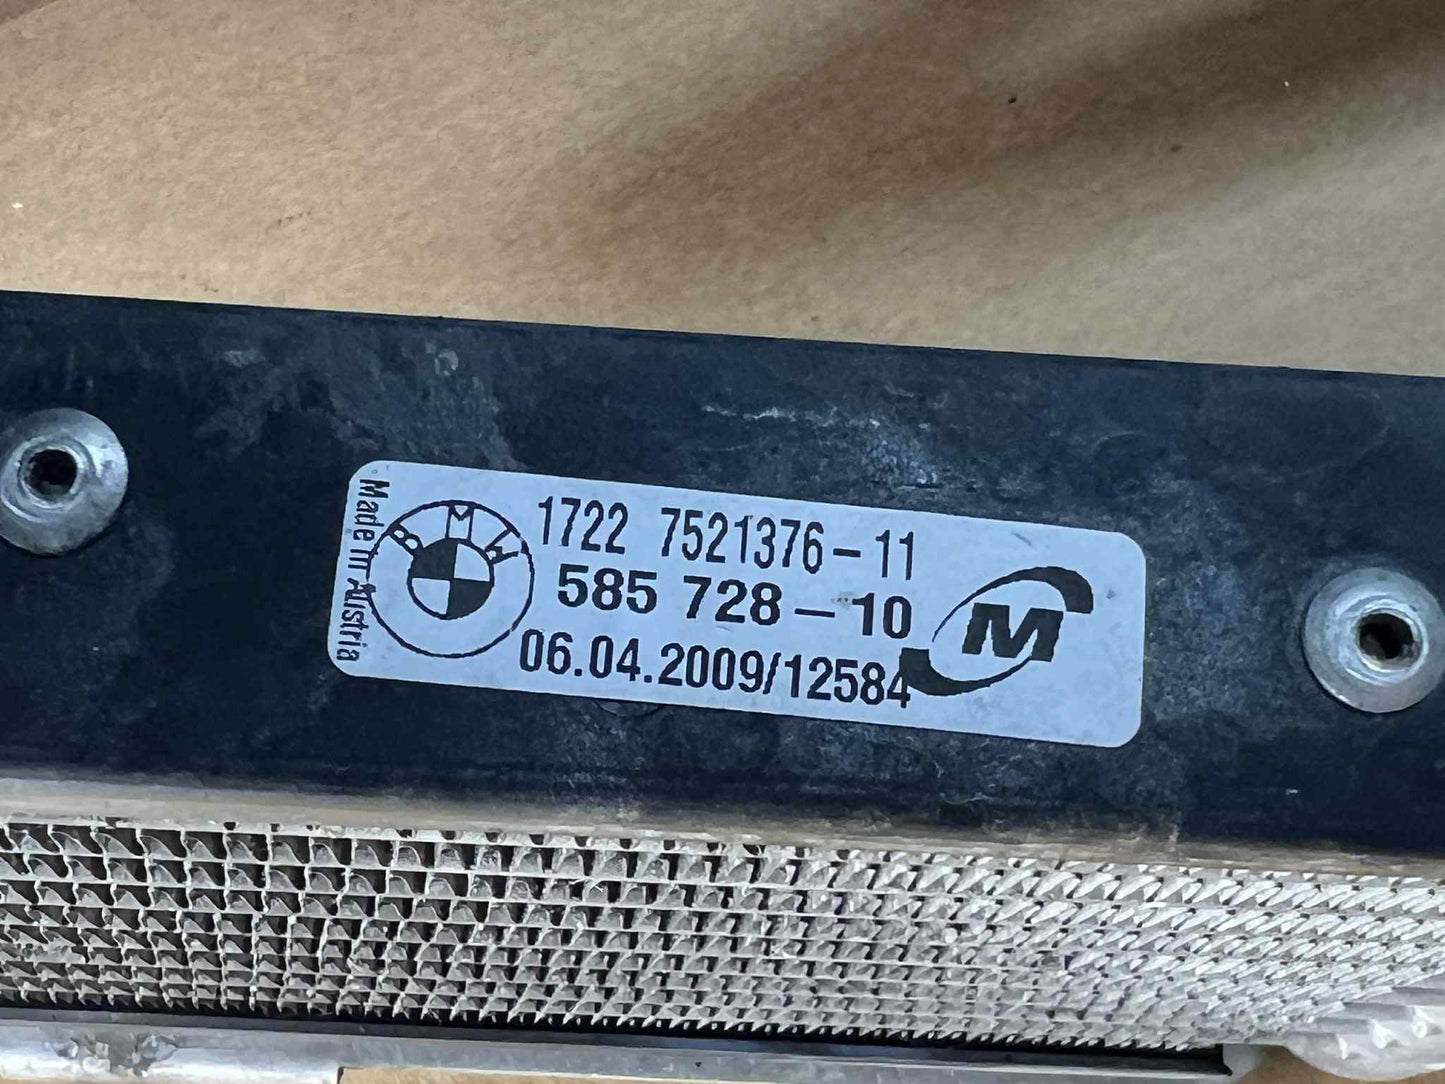 Made in Austria
BMW
1722 7521376-11
585 728-10
06.04.2009/12584
M